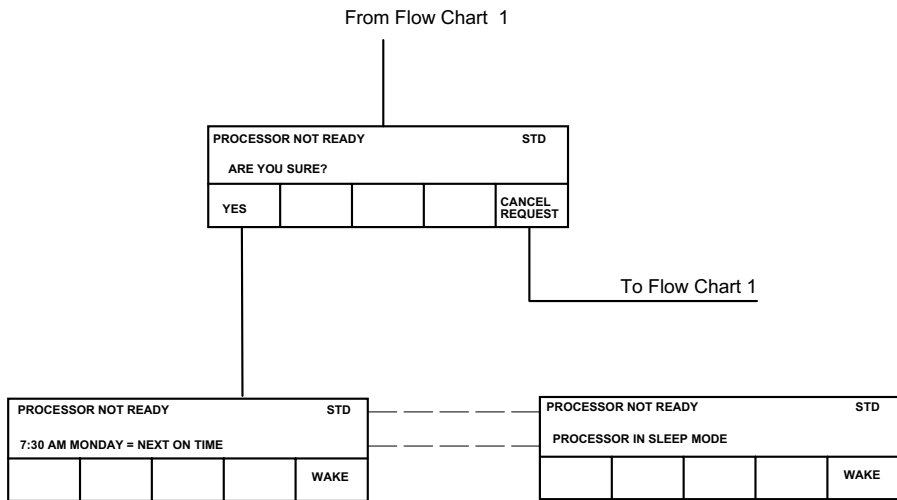 From Flow Chart 1
PROCESSOR NOT READY STD
ARE YOU SURE?
YES
CANCEL
REQUEST
To Flow Chart 1
PROCESSOR NOT READY STD
7:30 AM MONDAY = NEXT ON TIME
WAKE
PROCESSOR NOT READY STD
PROCESSOR IN SLEEP MODE
WAKE